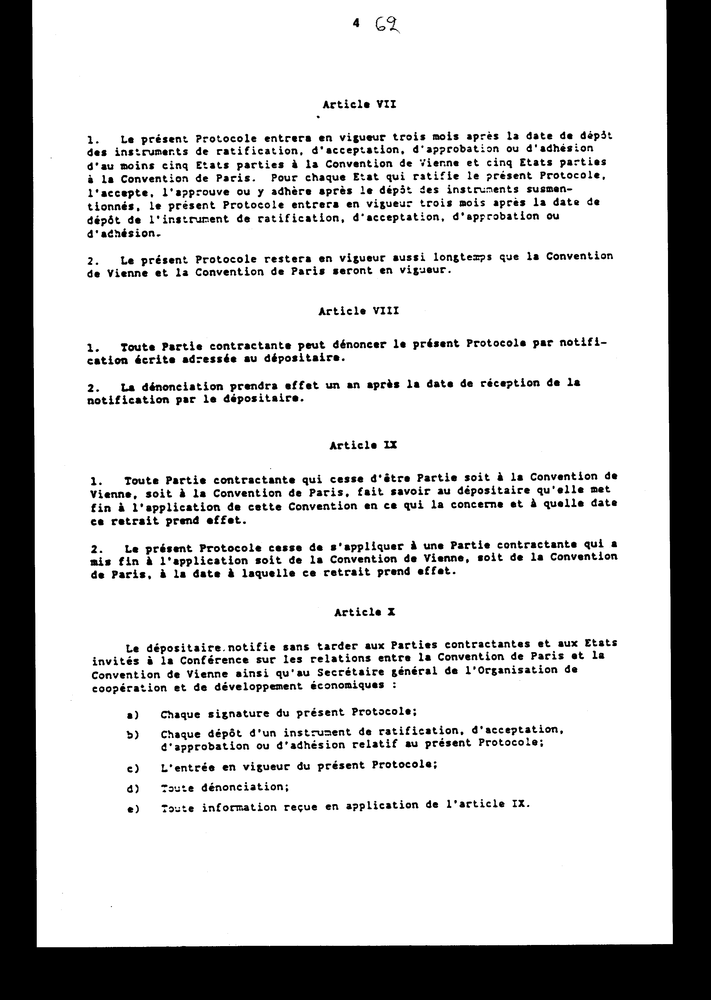 4 62
Article VII
1. Le présent Protocole entrera en vigueur trois mois après la date de dépôt
des instruments de ratification, d'acceptation, d'approbation ou d'adhésion
d'au moins cinq Etats parties à la Convention de Vienne et cinq Etats parties
à la Convention de Paris. Pour chaque Etat qui ratifie le présent Protocole,
l'accepte, l'approuve ou y adhère après le dépôt des instruments susmen-
tionnés, le présent Protocole entrera en vigueur trois mois après la date de
dépôt de l'instrument de ratification, d'acceptation, d'approbation ou
d'adhésion.
2. Le présent Protocole restera en vigueur aussi longtemps que la Convention
de Vienne et la Convention de Paris seront en vigueur.
Article VIII
1. Toute Partie contractante peut dénoncer le présent Protocole par notifi-
cation écrite adressée au dépositaire.
2. La dénonciation prendra effet un an après la date de réception de la
notification par le dépositaire.
Article IX
1. Toute Partie contractante qui cesse d'être Partie soit à la Convention de
Vienne, soit à la Convention de Paris, fait savoir au dépositaire qu'elle met
fin à l'application de cette Convention en ce qui la concerne et à quelle date
ce retrait prend effet.
2. Le présent Protocole cesse de s'appliquer à une Partie contractante qui a
mis fin à l'application soit de la Convention de Vienne, soit de la Convention
de Paris, à la date à laquelle ce retrait prend effet.
Article X
Le dépositaire notifie sans tarder aux Parties contractantes et aux Etats
invités à la Conférence sur les relations entre la Convention de Paris et la
Convention de Vienne ainsi qu'au Secrétaire général de l'Organisation de
coopération et de développement économiques :
a) Chaque signature du présent Protocole;
b) Chaque dépôt d'un instrument de ratification, d'acceptation,
d'approbation ou d'adhésion relatif au présent Protocole;
c) L'entrée en vigueur du présent Protocole;
d) Toute dénonciation;
e) Toute information reçue en application de l'article IX.